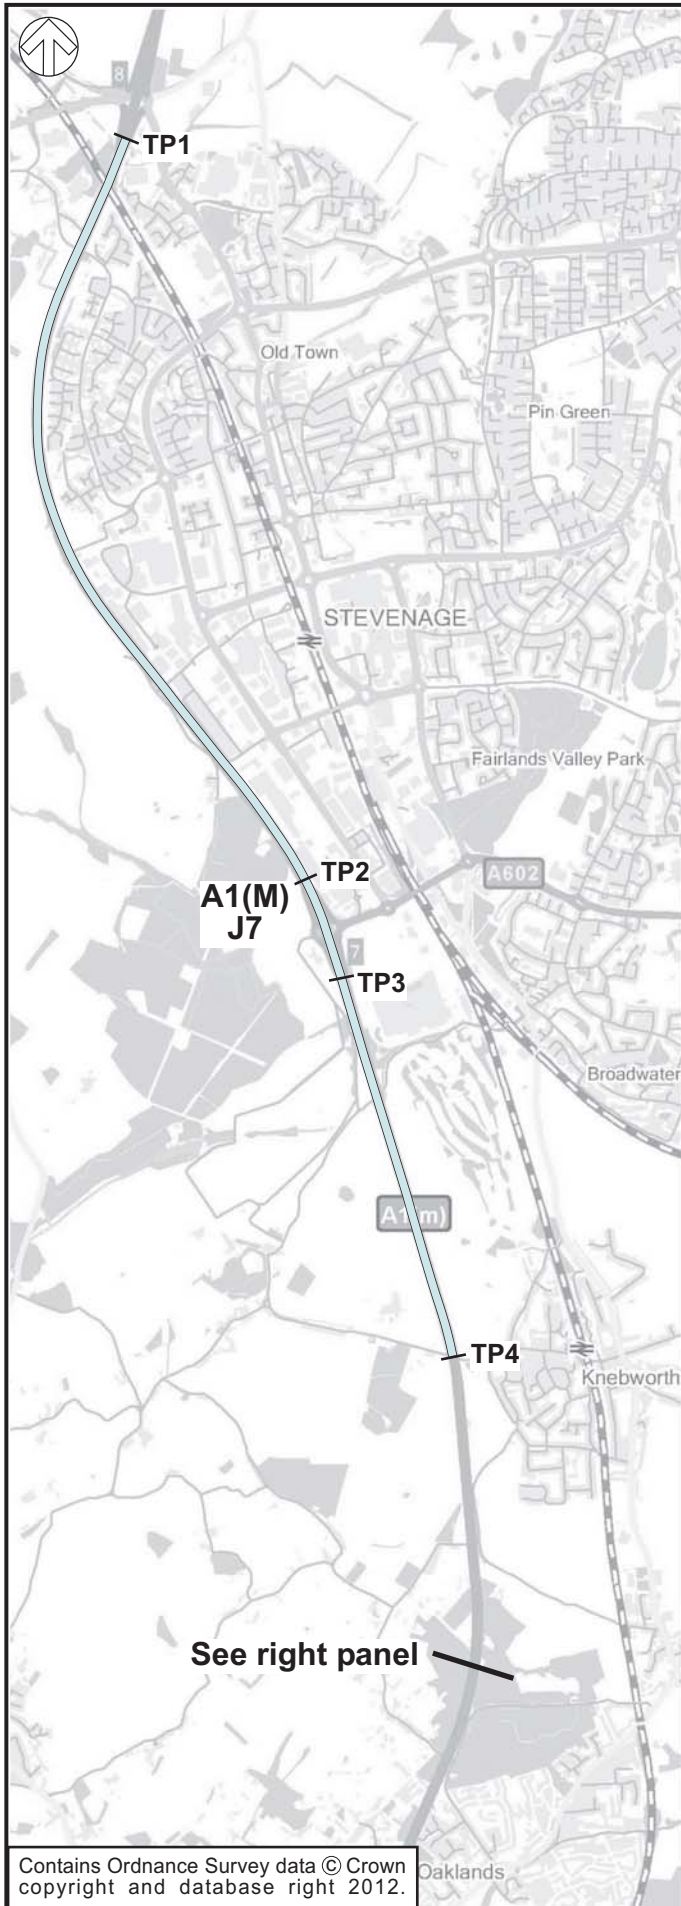 8
TP1
Old Town
Pin Green
STEVENAGE
Fairlands Valley Park
TP2
A602
A1(M)
J7
7
TP3
Broadwater
A1(m)
TP4
Knebworth
See right panel
Contains Ordnance Survey data © Crown
copyright and database right 2012.
Oaklands